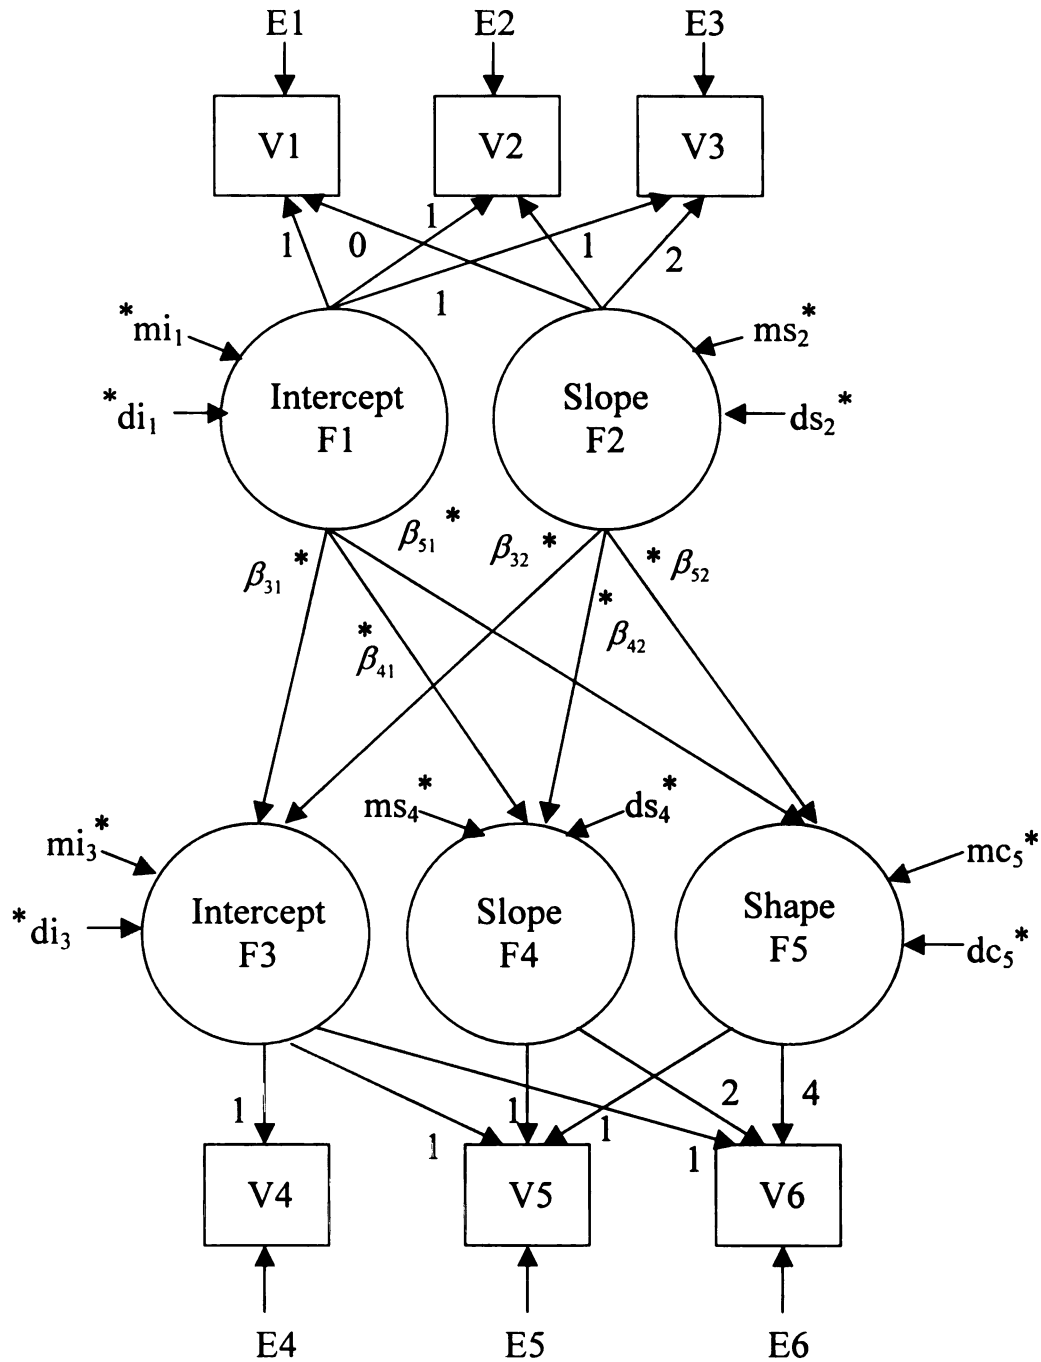 E1 E2 E3
V1 V2 V3
1 0 1 1 2
1
*mi₁ ms₂*
*di₁ Intercept Slope ds₂*
F1 F2
β₃₁* β₅₁* β₃₂* *β₅₂
*β₄₁ *β₄₂
mi₃* ms₄* ds₄* mc₅*
*di₃ Intercept Slope Shape dc₅*
F3 F4 F5
1 1 1 1 2 4
1
V4 V5 V6
E4 E5 E6